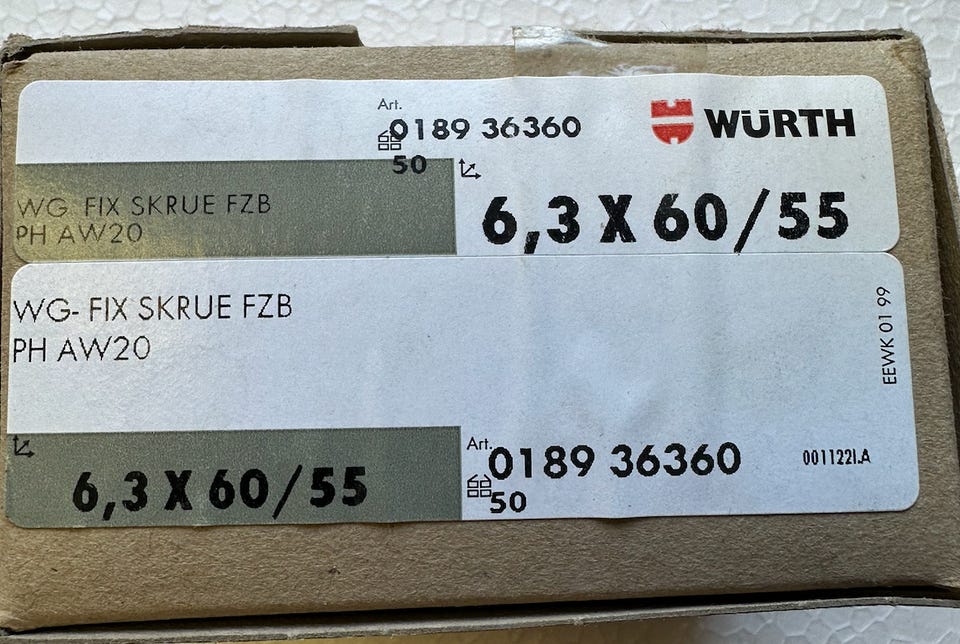 Art.
0189 36360
WÜRTH
50
6,3 X 60/55
WG- FIX SKRUE FZB
PH AW20
WG- FIX SKRUE FZB
PH AW20
EEWK 01 99
6,3 X 60/55
Art.
0189 36360
001122I.A
50